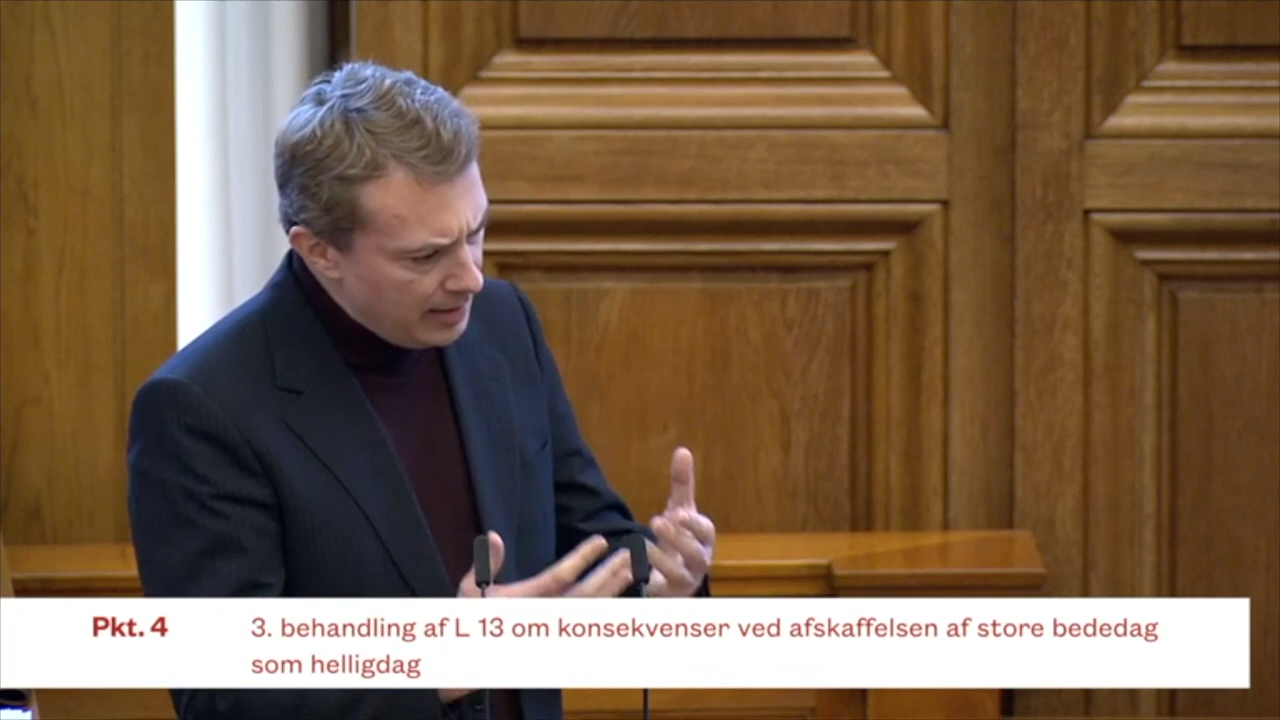 Pkt. 4 3. behandling af L 13 om konsekvenser ved afskaffelsen af store bededag
som helligdag